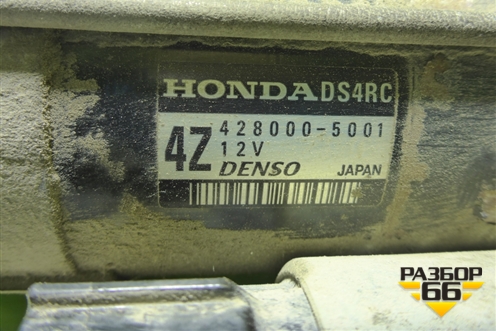 HONDA DS4RC
4Z 428000-5001
12V
DENSO JAPAN
РАЗБОР
66